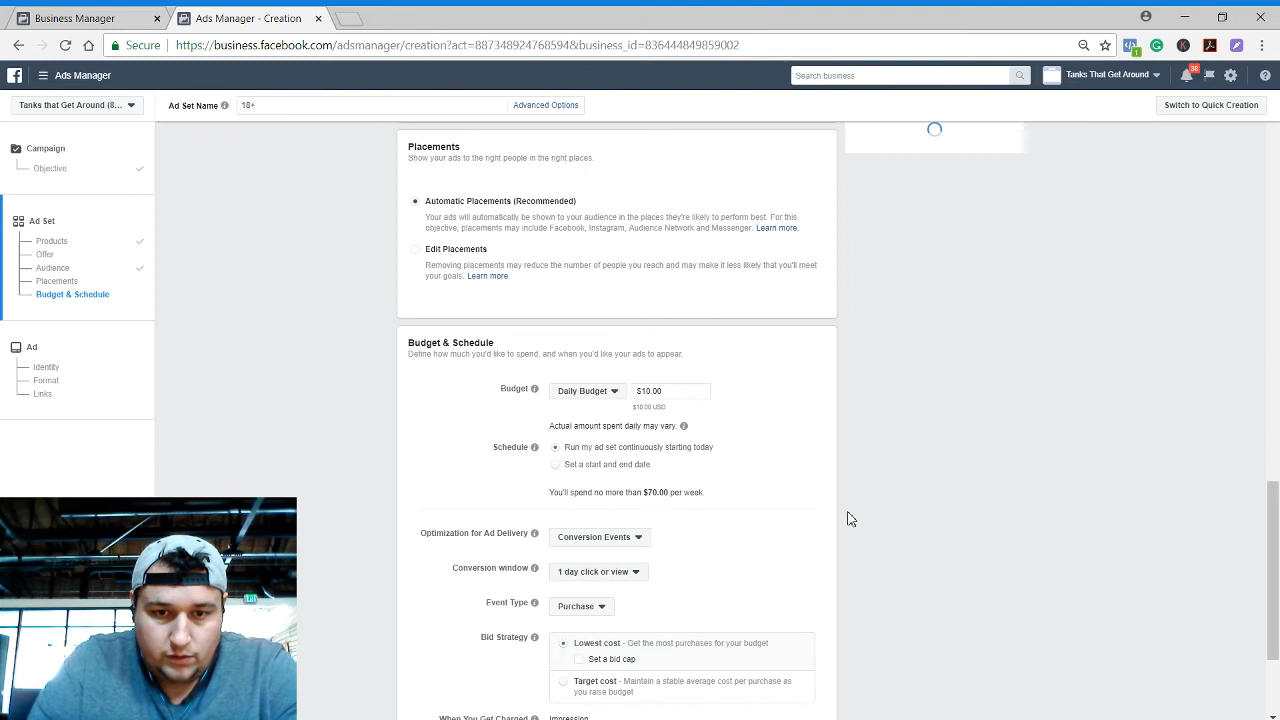 Business Manager
Ads Manager - Creation
Secure https://business.facebook.com/adsmanager/creation?act=887349024768594&business_id=836444849859002
1
Ads Manager
Search business
Tanks That Get Around
38
Tanks that Get Around (8...
Ad Set Name
18+
Advanced Options
Switch to Quick Creation
Campaign
Objective
Ad Set
Products
Offer
Audience
Placements
Budget & Schedule
Ad
Identity
Format
Links
Placements
Show your ads to the right people in the right places.
Automatic Placements (Recommended)
Your ads will automatically be shown to your audience in the places they're likely to perform best. For this
objective, placements may include Facebook, Instagram, Audience Network and Messenger. Learn more.
Edit Placements
Removing placements may reduce the number of people you reach and may make it less likely that you'll meet
your goals. Learn more.
Budget & Schedule
Define how much you'd like to spend, and when you'd like your ads to appear.
Budget
Daily Budget
$10.00
$10.00 USD
Actual amount spent daily may vary.
Schedule
Run my ad set continuously starting today
Set a start and end date
You'll spend no more than $70.00 per week.
Optimization for Ad Delivery
Conversion Events
Conversion window
1 day click or view
Event Type
Purchase
Bid Strategy
Lowest cost - Get the most purchases for your budget
Set a bid cap
Target cost - Maintain a stable average cost per purchase as
you raise budget
When You Get Charged
Impression